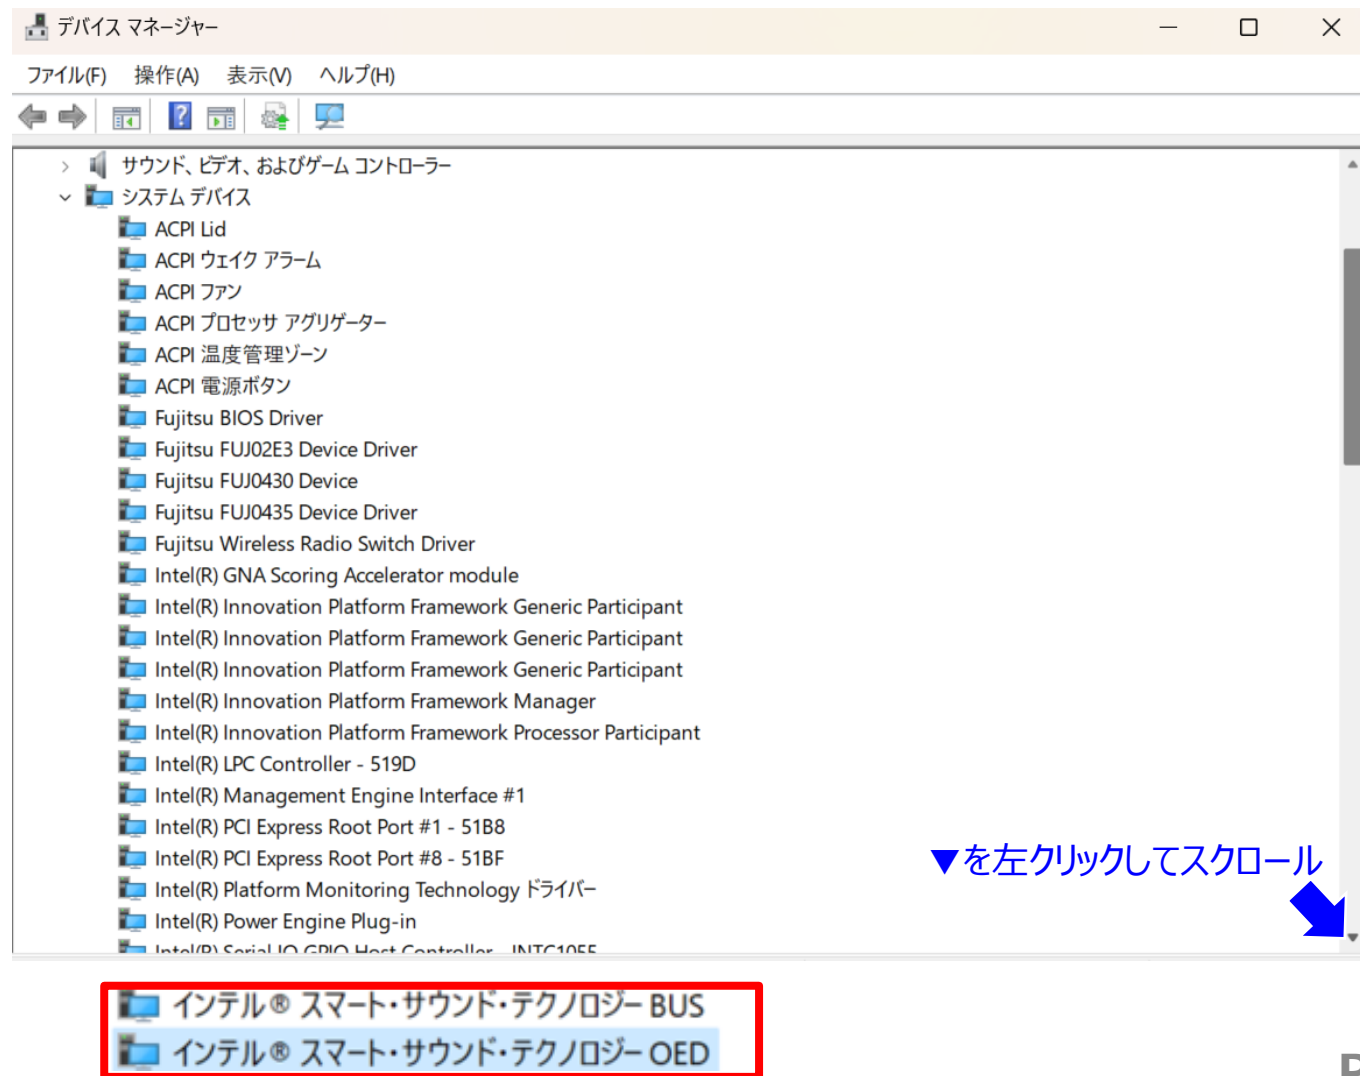 デバイス マネージャー
ファイル(F) 操作(A) 表示(V) ヘルプ(H)
サウンド、ビデオ、およびゲーム コントローラー
システム デバイス
ACPI Lid
ACPI ウェイク アラーム
ACPI ファン
ACPI プロセッサ アグリゲーター
ACPI 温度管理ゾーン
ACPI 電源ボタン
Fujitsu BIOS Driver
Fujitsu FUJ02E3 Device Driver
Fujitsu FUJ0430 Device
Fujitsu FUJ0435 Device Driver
Fujitsu Wireless Radio Switch Driver
Intel(R) GNA Scoring Accelerator module
Intel(R) Innovation Platform Framework Generic Participant
Intel(R) Innovation Platform Framework Generic Participant
Intel(R) Innovation Platform Framework Generic Participant
Intel(R) Innovation Platform Framework Manager
Intel(R) Innovation Platform Framework Processor Participant
Intel(R) LPC Controller - 519D
Intel(R) Management Engine Interface #1
Intel(R) PCI Express Root Port #1 - 51B8
Intel(R) PCI Express Root Port #8 - 51BF
Intel(R) Platform Monitoring Technology ドライバー
Intel(R) Power Engine Plug-in
Intel(R) Serial IO GPIO Host Controller - INTC1055
▼を左クリックしてスクロール
インテル® スマート・サウンド・テクノロジー BUS
インテル® スマート・サウンド・テクノロジー OED